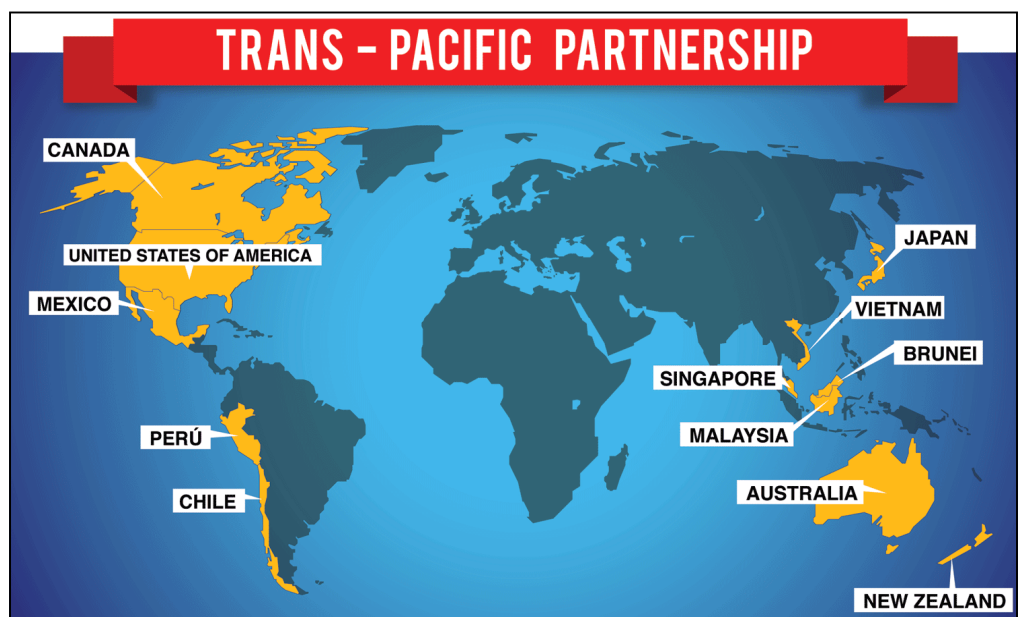 TRANS – PACIFIC PARTNERSHIP
CANADA
UNITED STATES OF AMERICA
MEXICO
PERÚ
CHILE
JAPAN
VIETNAM
BRUNEI
SINGAPORE
MALAYSIA
AUSTRALIA
NEW ZEALAND